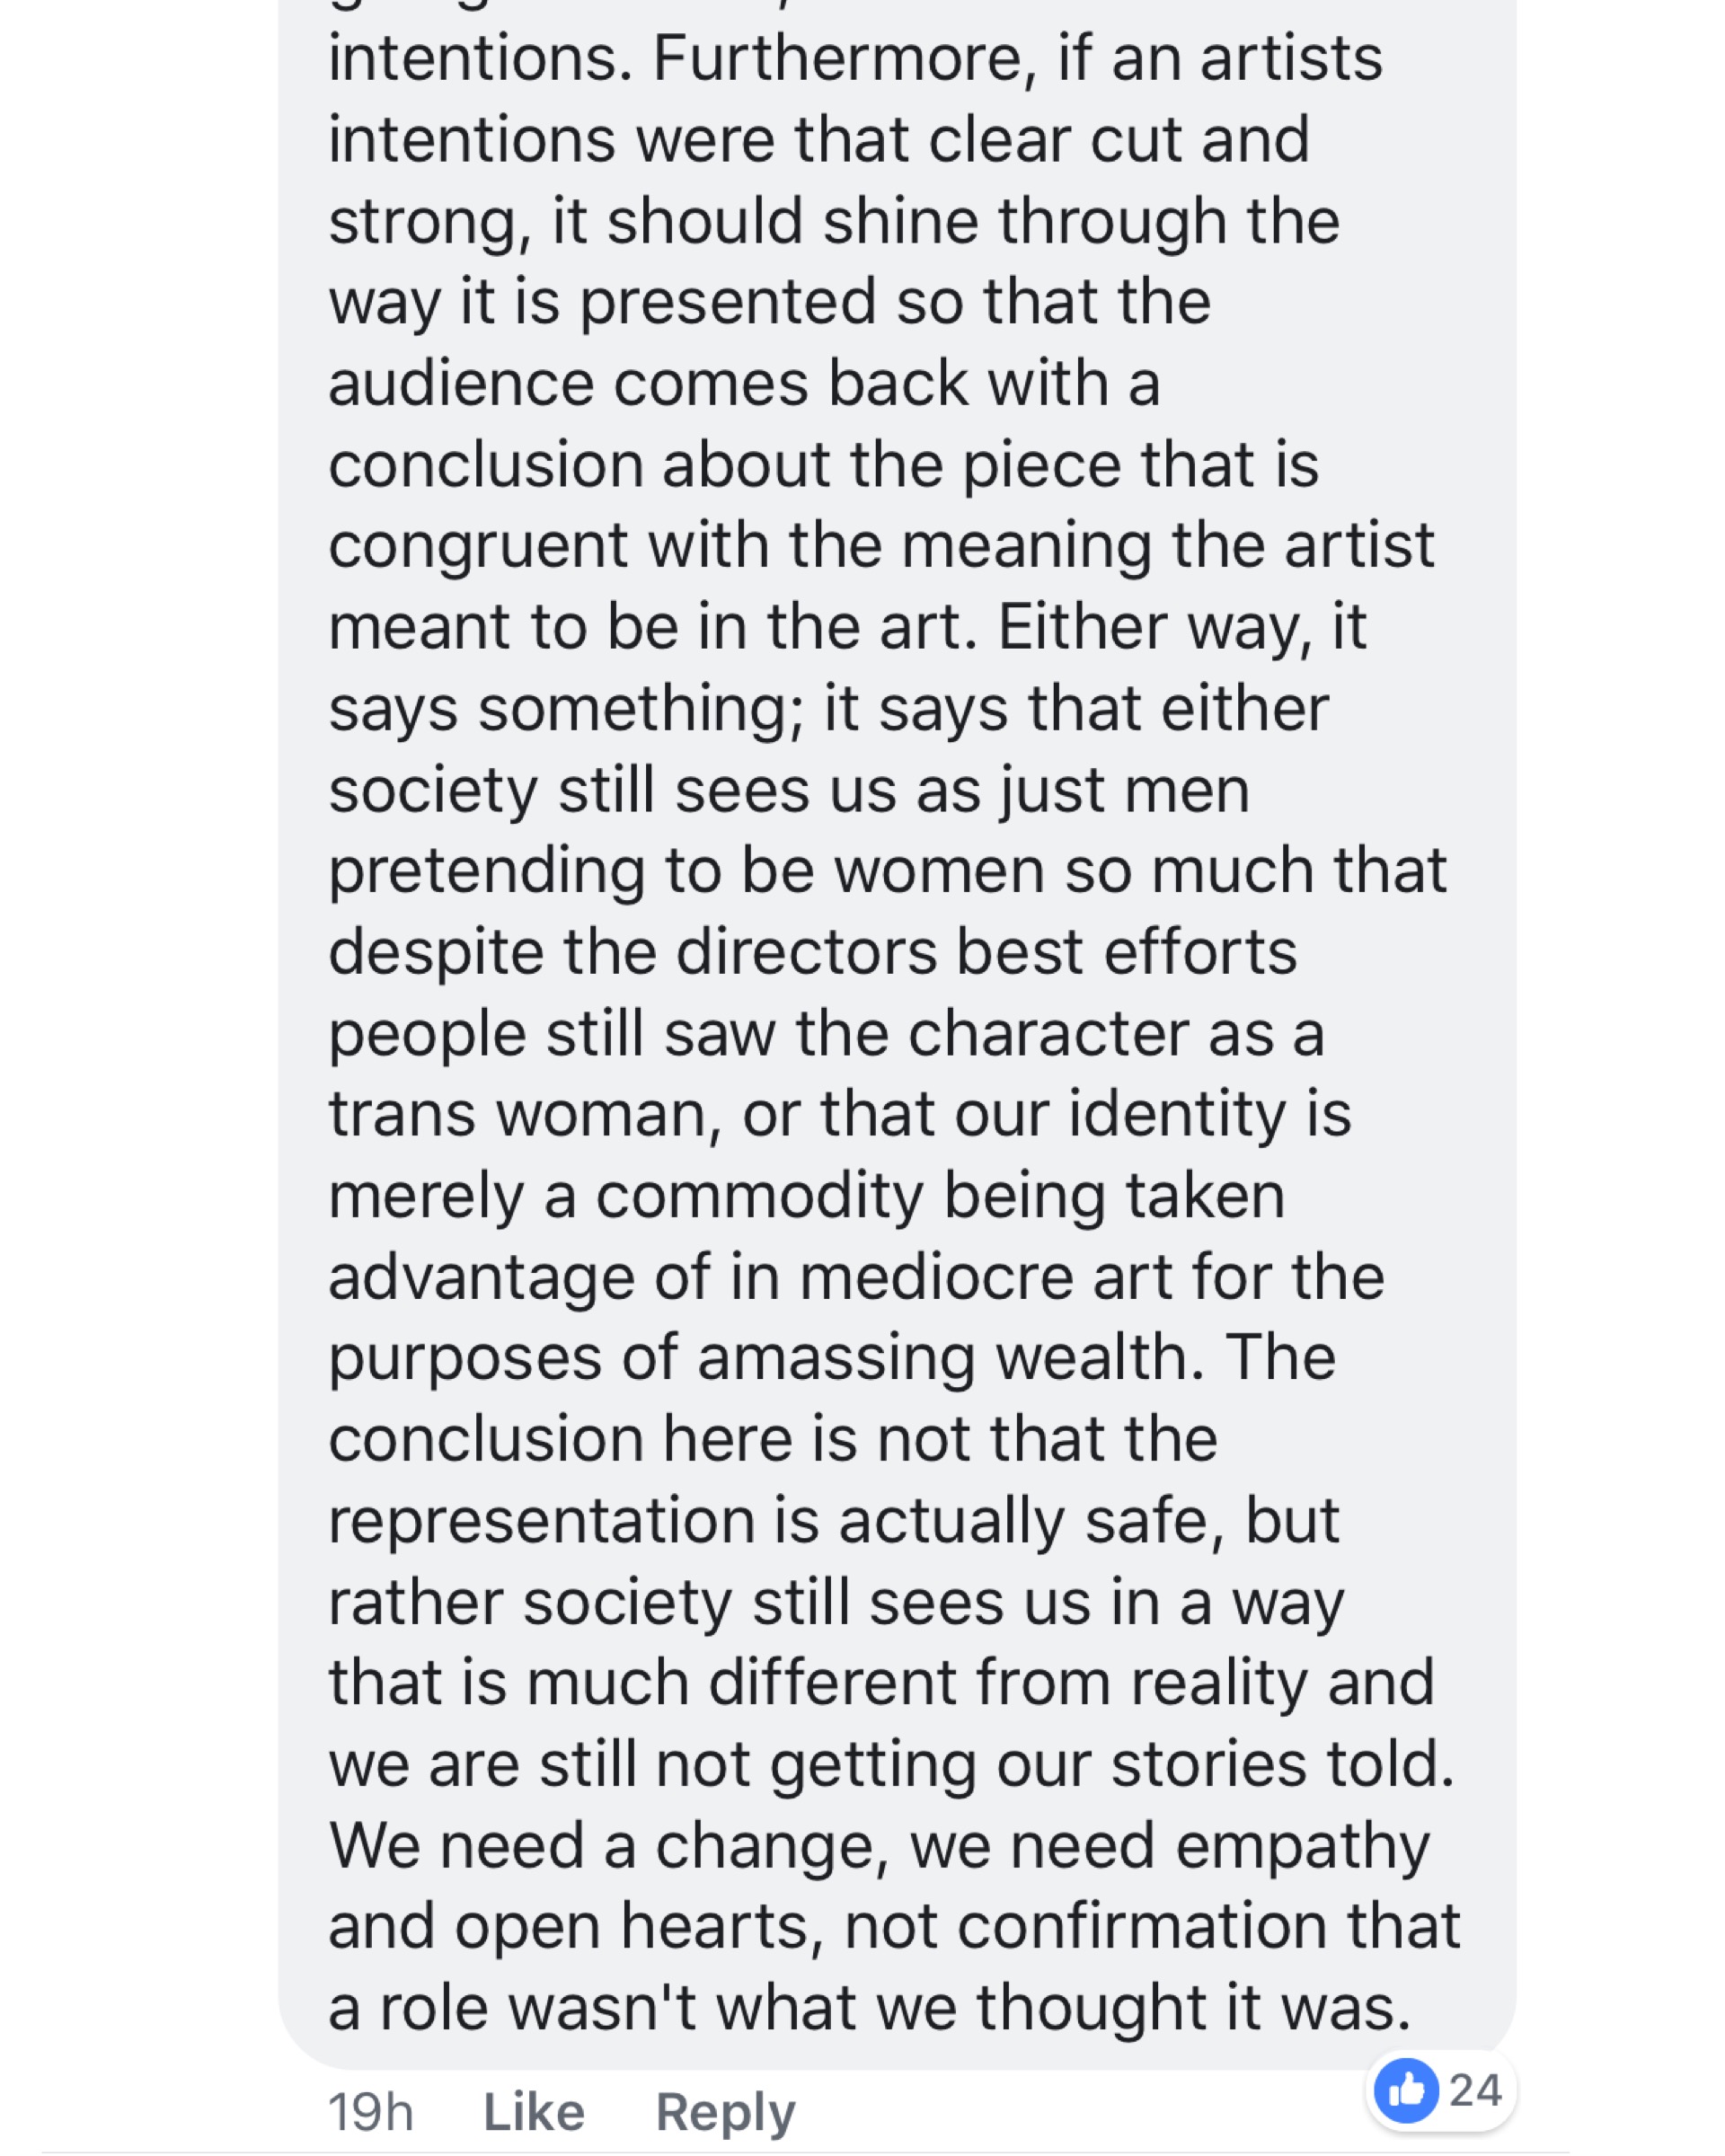 intentions. Furthermore, if an artists
intentions were that clear cut and
strong, it should shine through the
way it is presented so that the
audience comes back with a
conclusion about the piece that is
congruent with the meaning the artist
meant to be in the art. Either way, it
says something; it says that either
society still sees us as just men
pretending to be women so much that
despite the directors best efforts
people still saw the character as a
trans woman, or that our identity is
merely a commodity being taken
advantage of in mediocre art for the
purposes of amassing wealth. The
conclusion here is not that the
representation is actually safe, but
rather society still sees us in a way
that is much different from reality and
we are still not getting our stories told.
We need a change, we need empathy
and open hearts, not confirmation that
a role wasn't what we thought it was.
19h Like Reply 24